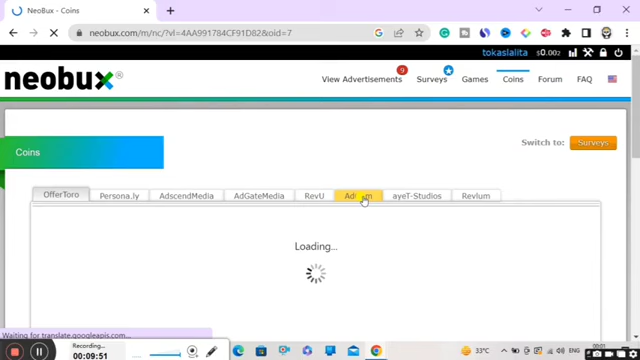 NeoBux - Coins
neobux.com/m/nc/?vl=4AA991784CF91D82&oid=7
tokaslalita $0.002
neobux®
View Advertisements 9 Surveys Games Coins Forum FAQ
Coins
Switch to: Surveys
OfferToro Persona.ly AdscendMedia AdGateMedia RevU ayeT-Studios Revlum
Loading...
Waiting for translate.googleapis.com...
Recording...
00:09:51
33°C